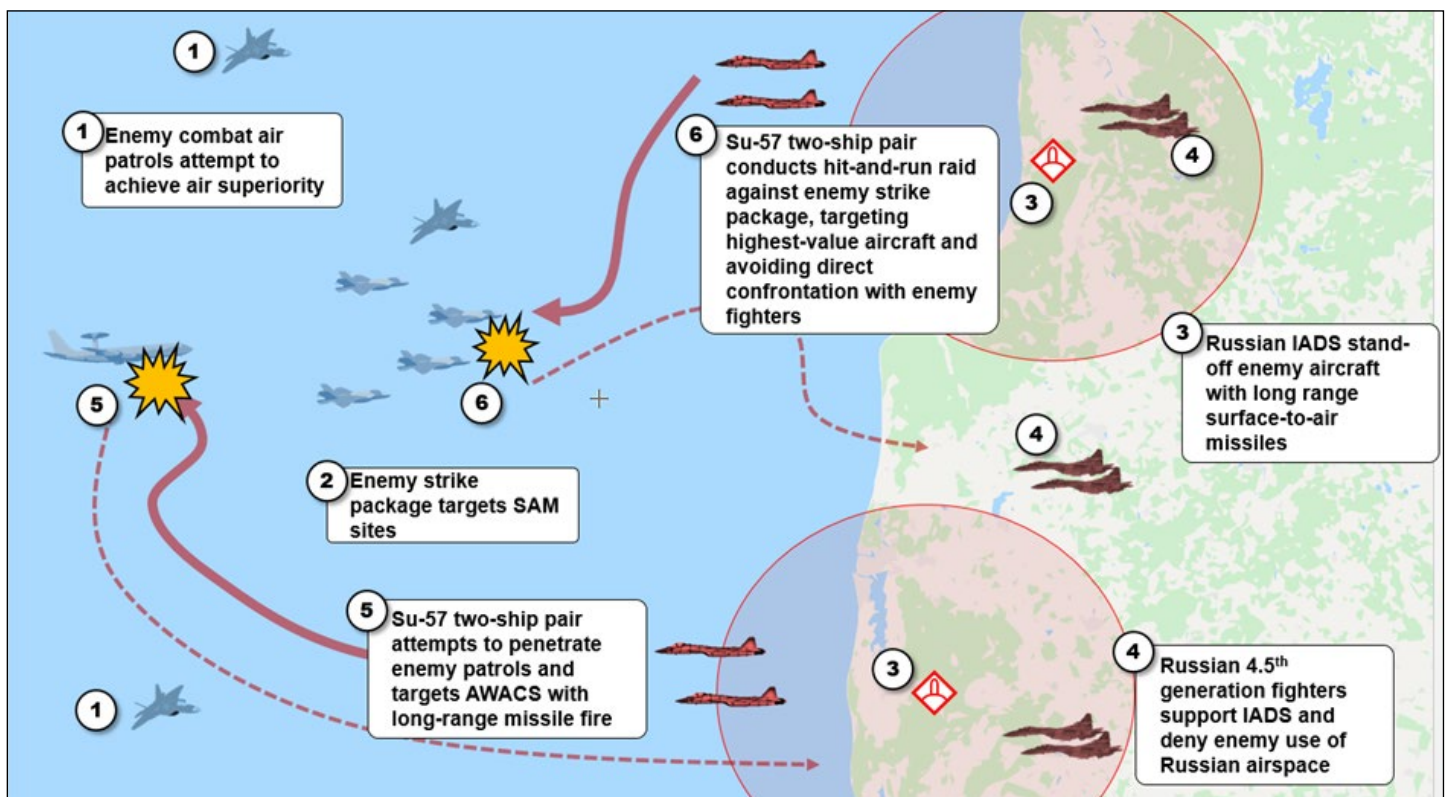 1
1
Enemy combat air
patrols attempt to
achieve air superiority
6
Su-57 two-ship pair
conducts hit-and-run raid
against enemy strike
package, targeting
highest-value aircraft and
avoiding direct
confrontation with enemy
fighters
4
3
3
Russian IADS stand-
off enemy aircraft
with long range
surface-to-air
missiles
5
6
4
2
Enemy strike
package targets SAM
sites
5
Su-57 two-ship pair
attempts to penetrate
enemy patrols and
targets AWACS with
long-range missile fire
1
3
4
Russian 4.5th
generation fighters
support IADS and
deny enemy use of
Russian airspace